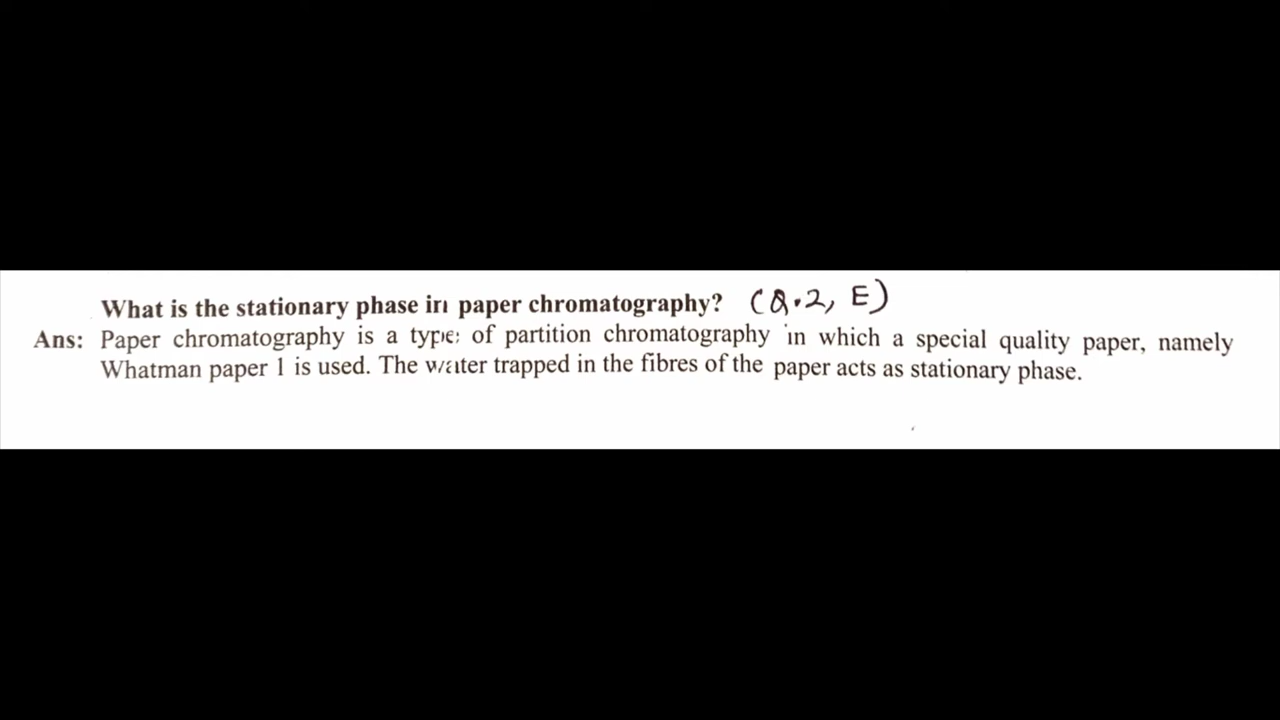 What is the stationary phase in paper chromatography? (Q.2, E)
Ans: Paper chromatography is a type of partition chromatography in which a special quality paper, namely
Whatman paper 1 is used. The water trapped in the fibres of the paper acts as stationary phase.